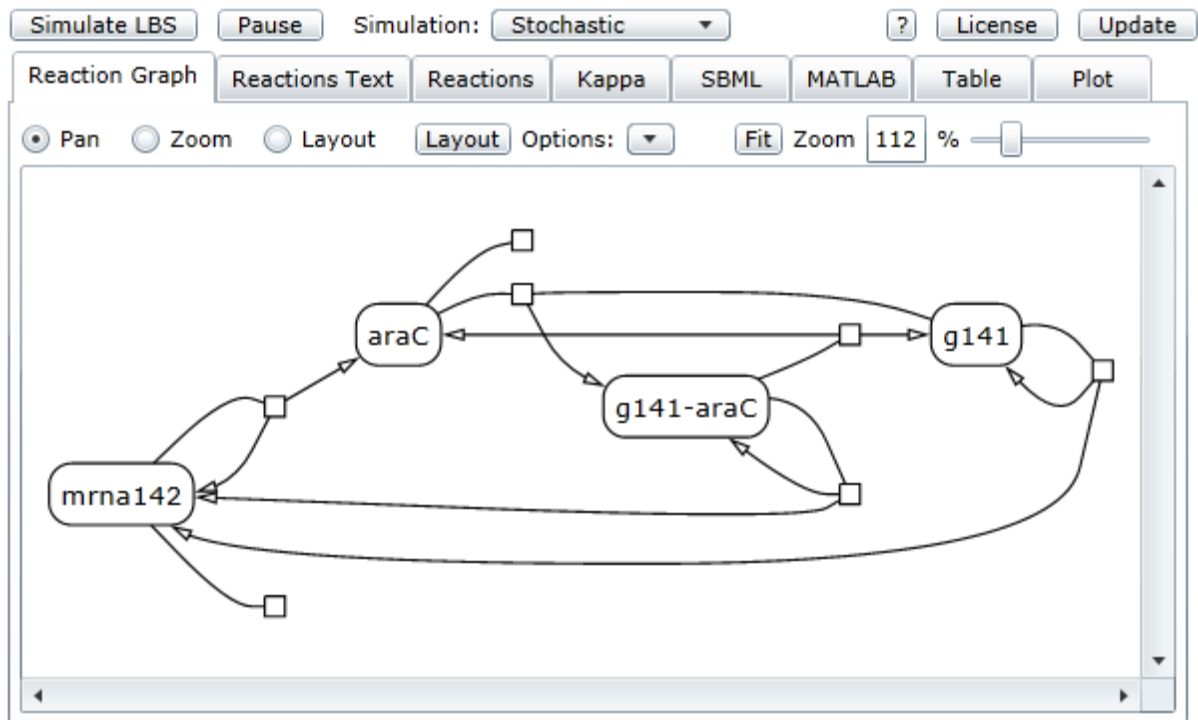 Simulate LBS Pause Simulation: Stochastic ? License Update
Reaction Graph Reactions Text Reactions Kappa SBML MATLAB Table Plot
Pan Zoom Layout Layout Options: Fit Zoom 112 %
araC
g141
g141-araC
mrna142